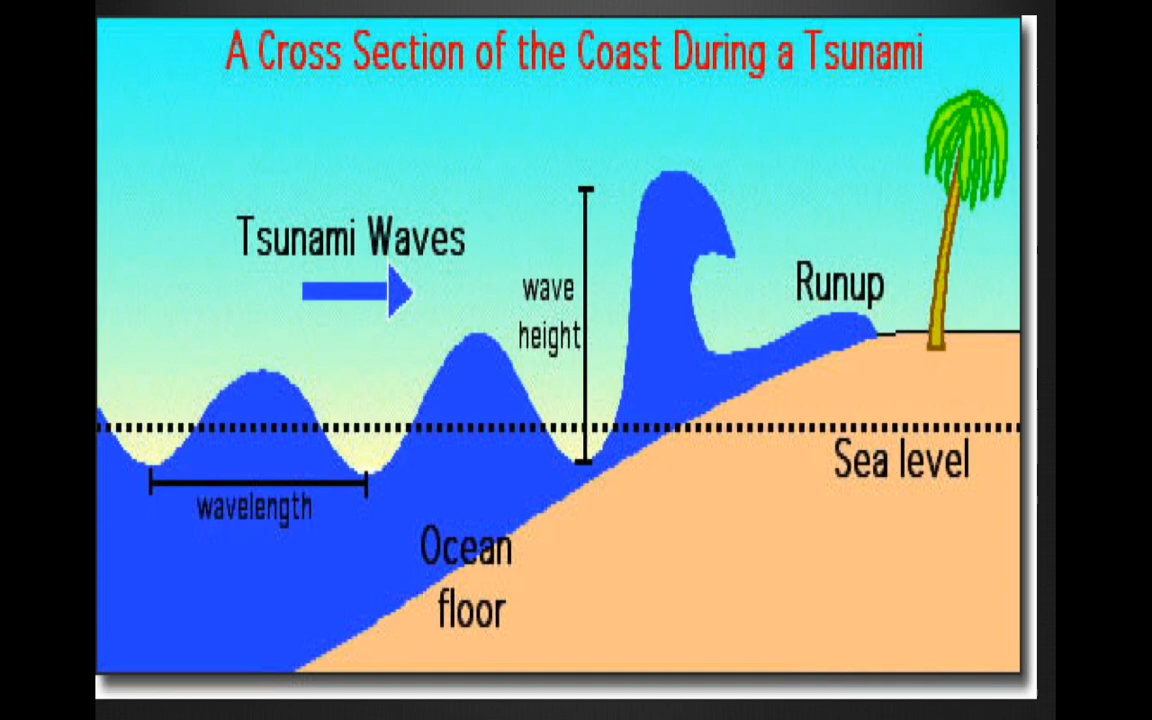 A Cross Section of the Coast During a Tsunami
Tsunami Waves
wave
height
Runup
Sea level
wavelength
Ocean
floor